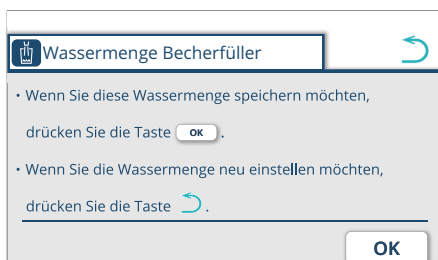 Wassermenge Becherfüller
• Wenn Sie diese Wassermenge speichern möchten,
drücken Sie die Taste OK .
• Wenn Sie die Wassermenge neu einstellen möchten,
drücken Sie die Taste .
OK